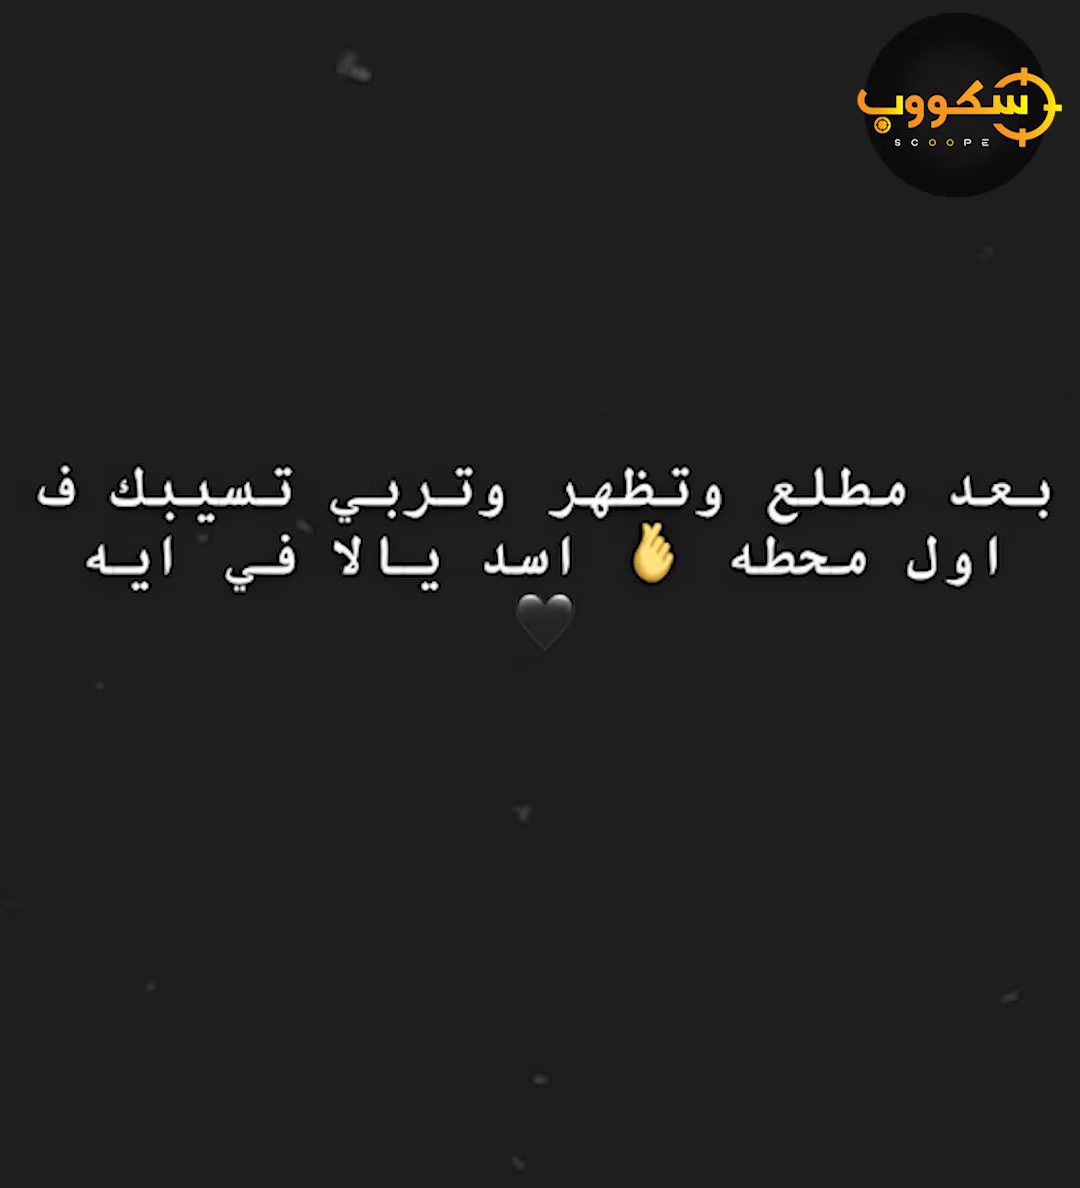 سكووب
SCOOPE
بعد مطلع وتظهر وتربي تسيبك ف
اول محطه 🫰 اسد يالا في ايه
🖤